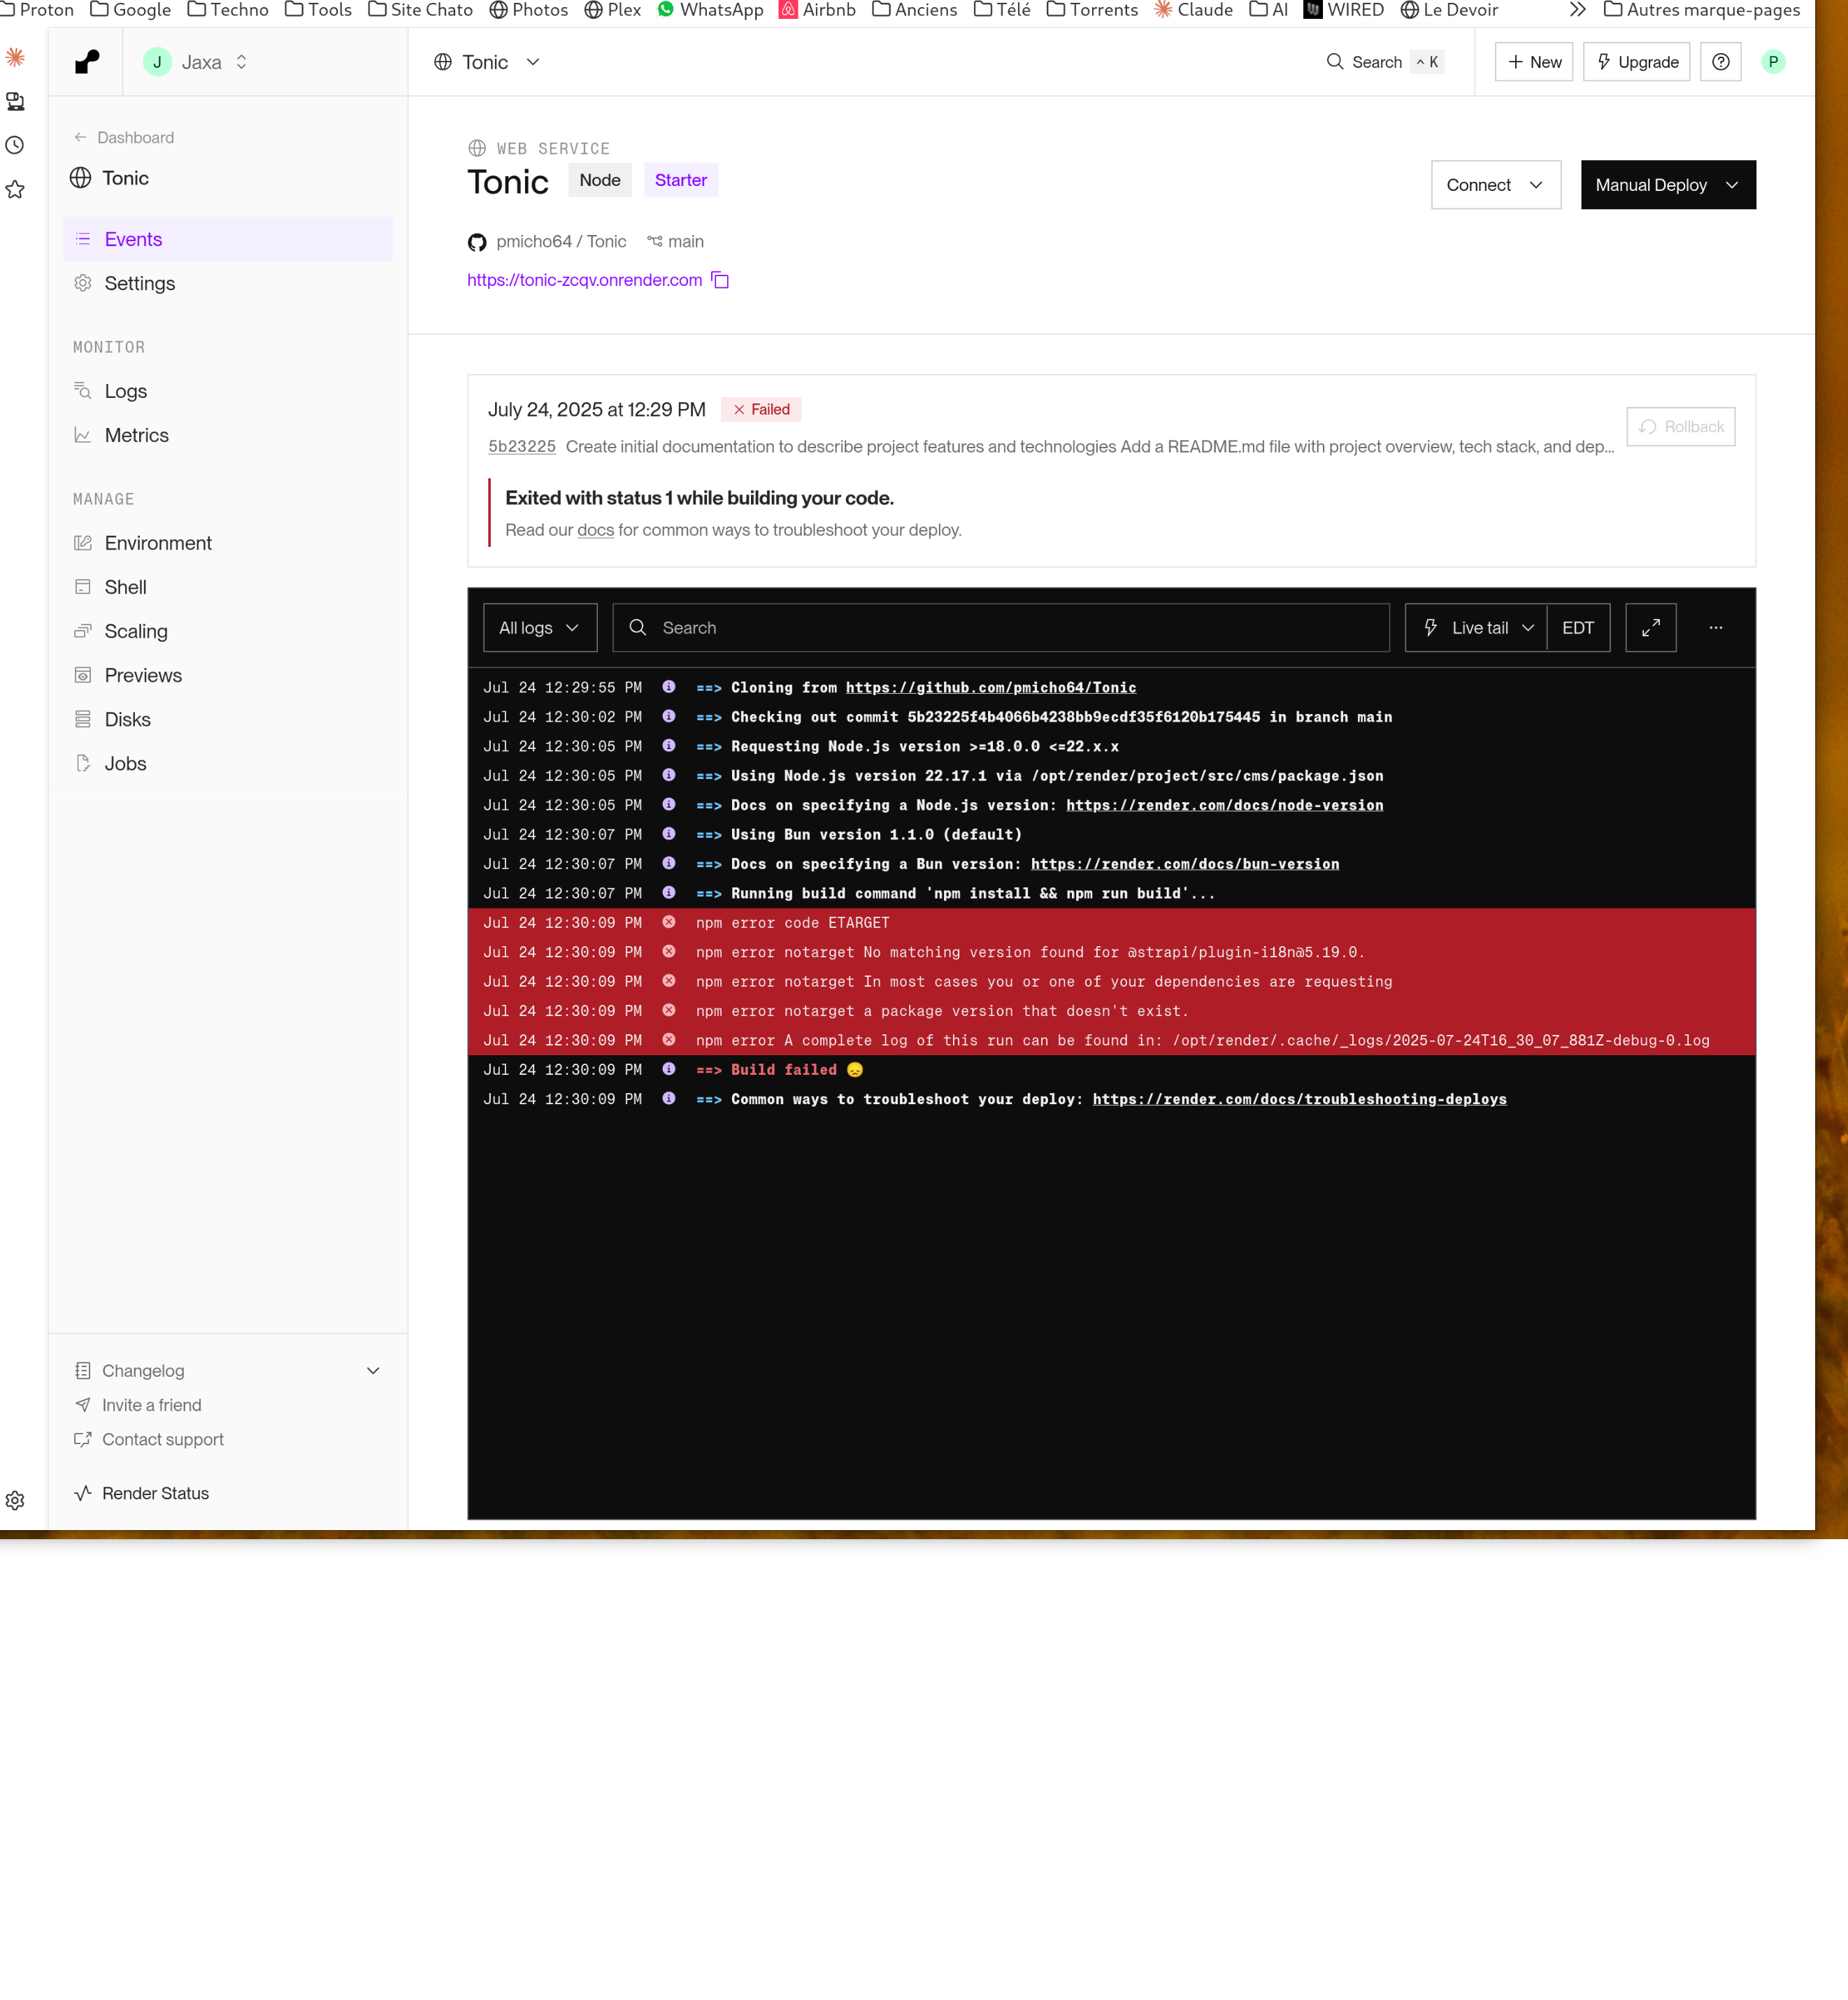 Proton Google Techno Tools Site Chato Photos Plex WhatsApp Airbnb Anciens Télé Torrents Claude AI WIRED Le Devoir Autres marque-pages
J Jaxa
Tonic
Search ^ K
+ New
Upgrade
P
← Dashboard
Tonic
Events
Settings
MONITOR
Logs
Metrics
MANAGE
Environment
Shell
Scaling
Previews
Disks
Jobs
Changelog
Invite a friend
Contact support
Render Status
WEB SERVICE
Tonic Node Starter
Connect
Manual Deploy
pmicho64 / Tonic main
https://tonic-zcqv.onrender.com
July 24, 2025 at 12:29 PM × Failed
5b23225 Create initial documentation to describe project features and technologies Add a README.md file with project overview, tech stack, and dep...
Rollback
Exited with status 1 while building your code.
Read our docs for common ways to troubleshoot your deploy.
All logs Search Live tail EDT ...
Jul 24 12:29:55 PM ==> Cloning from https://github.com/pmicho64/Tonic
Jul 24 12:30:02 PM ==> Checking out commit 5b23225f4b4066b4238bb9ecdf35f6120b175445 in branch main
Jul 24 12:30:05 PM ==> Requesting Node.js version >=18.0.0 <=22.x.x
Jul 24 12:30:05 PM ==> Using Node.js version 22.17.1 via /opt/render/project/src/cms/package.json
Jul 24 12:30:05 PM ==> Docs on specifying a Node.js version: https://render.com/docs/node-version
Jul 24 12:30:07 PM ==> Using Bun version 1.1.0 (default)
Jul 24 12:30:07 PM ==> Docs on specifying a Bun version: https://render.com/docs/bun-version
Jul 24 12:30:07 PM ==> Running build command 'npm install && npm run build'...
Jul 24 12:30:09 PM npm error code ETARGET
Jul 24 12:30:09 PM npm error notarget No matching version found for @strapi/plugin-i18n@5.19.0.
Jul 24 12:30:09 PM npm error notarget In most cases you or one of your dependencies are requesting
Jul 24 12:30:09 PM npm error notarget a package version that doesn't exist.
Jul 24 12:30:09 PM npm error A complete log of this run can be found in: /opt/render/.cache/_logs/2025-07-24T16_30_07_881Z-debug-0.log
Jul 24 12:30:09 PM ==> Build failed 😞
Jul 24 12:30:09 PM ==> Common ways to troubleshoot your deploy: https://render.com/docs/troubleshooting-deploys